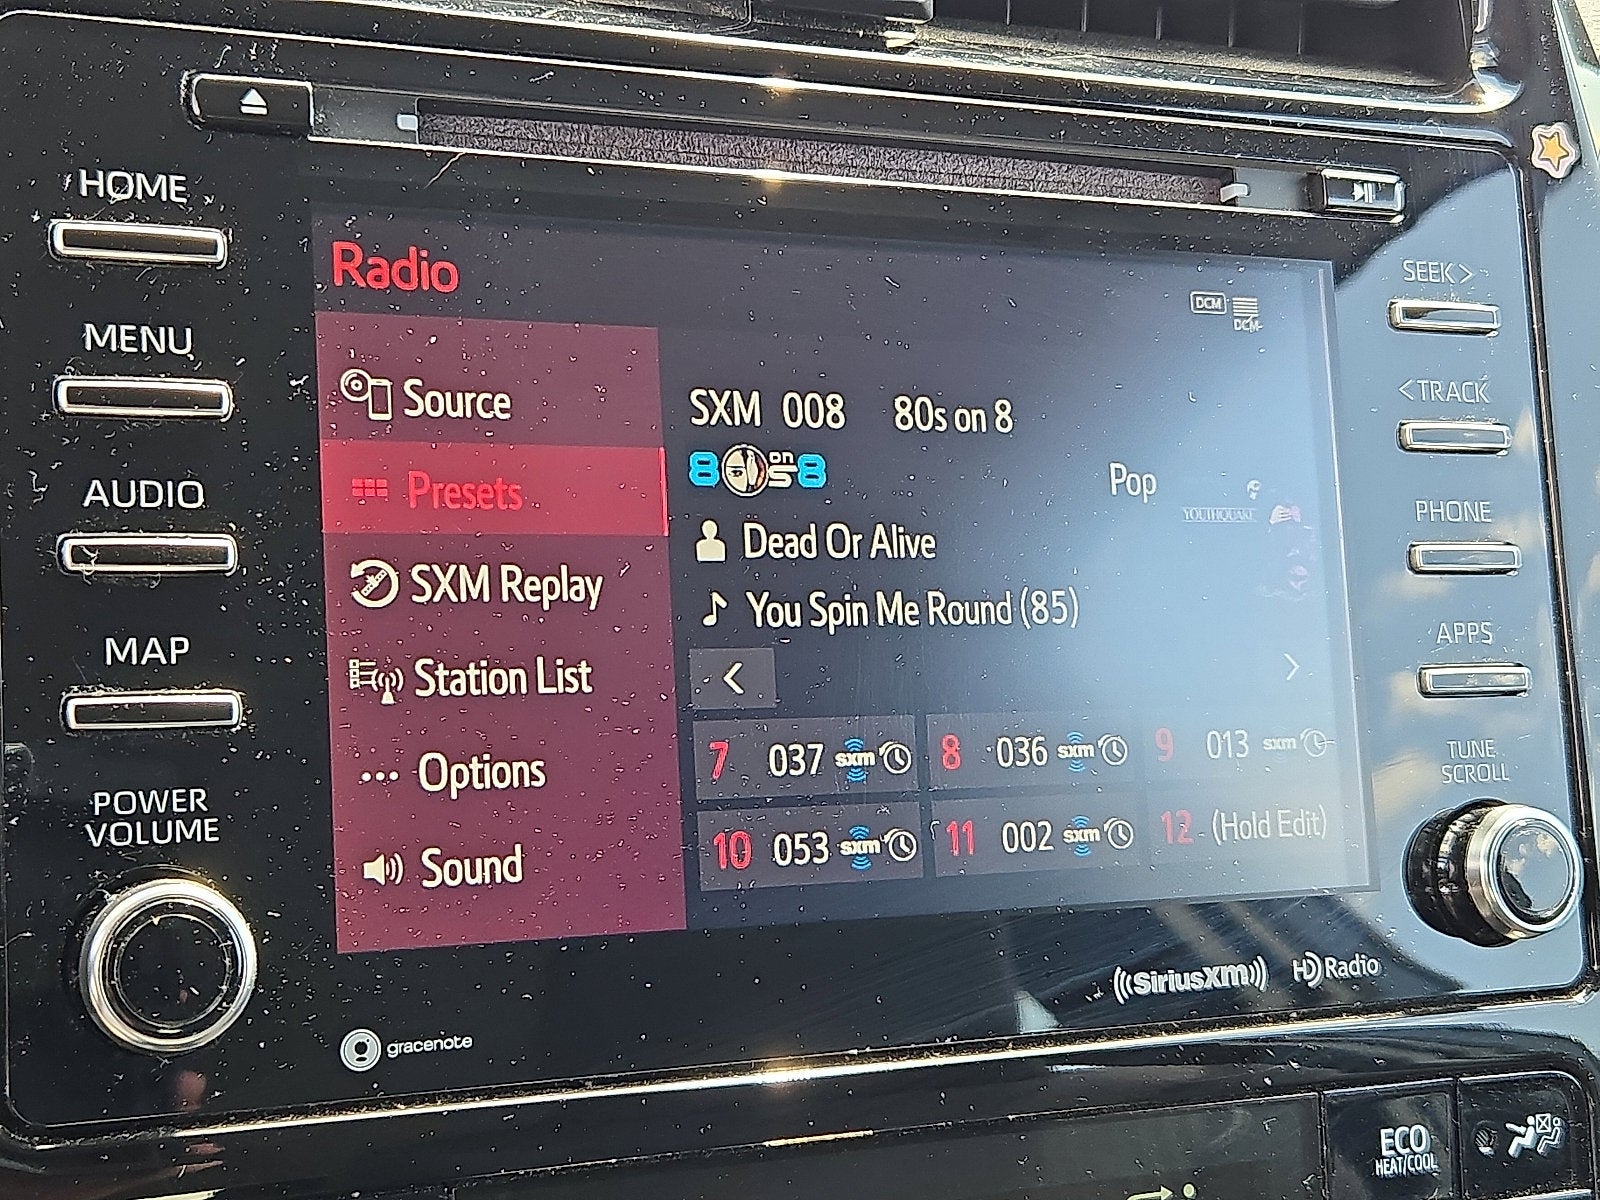 HOME
MENU
AUDIO
MAP
POWER
VOLUME
Radio
DCM
DCM
Source
Presets
SXM Replay
Station List
Options
Sound
SXM 008 80s on 8
8 on 8
Pop
YOUTHQUAKE
Dead Or Alive
You Spin Me Round (85)
<
>
7 037 sxm
8 036 sxm
9 013 sxm
10 053 sxm
11 002 sxm
12 (Hold Edit)
SEEK >
< TRACK
PHONE
APPS
TUNE
SCROLL
gracenote
((SiriusXM))
HD Radio
ECO
HEAT/COOL